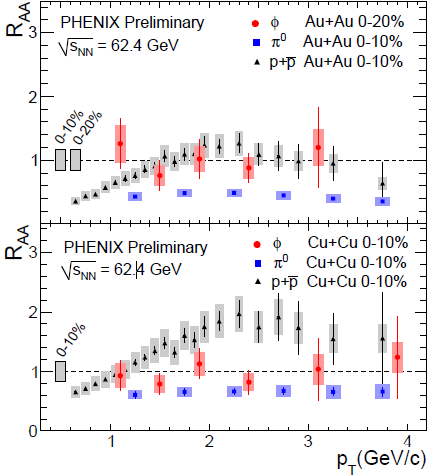 R_AA
PHENIX Preliminary
√s_NN = 62.4 GeV
ϕ Au+Au 0-20%
π⁰ Au+Au 0-10%
p+p̅ Au+Au 0-10%
3
2
1
0-10%
0-20%
R_AA
PHENIX Preliminary
√s_NN = 62.4 GeV
ϕ Cu+Cu 0-10%
π⁰ Cu+Cu 0-10%
p+p̅ Cu+Cu 0-10%
3
2
1
0
0-10%
1 2 3 4
p_T(GeV/c)